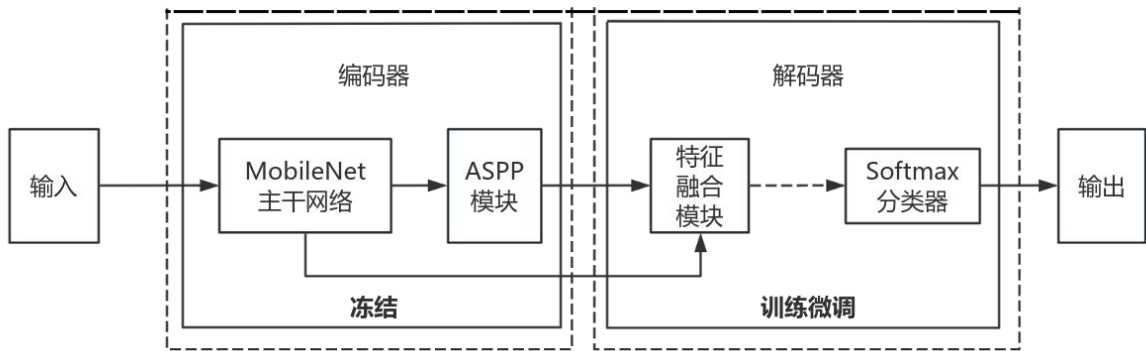 编码器
解码器
输入
MobileNet
主干网络
ASPP
模块
特征
融合
模块
Softmax
分类器
输出
冻结
训练微调